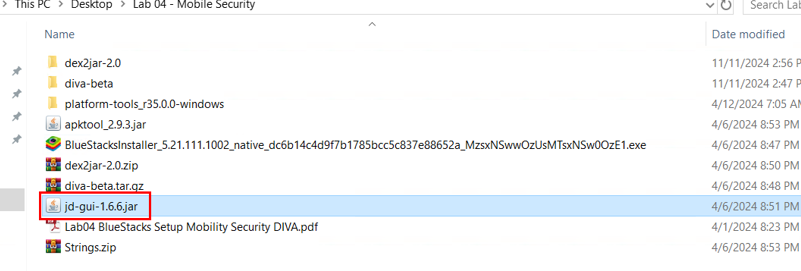 This PC > Desktop > Lab 04 - Mobile Security
Search Lab
Name Date modified
dex2jar-2.0 11/11/2024 2:56 P
diva-beta 11/11/2024 2:47 P
platform-tools_r35.0.0-windows 4/12/2024 7:05 A
apktool_2.9.3.jar 4/6/2024 8:53 PM
BlueStacksInstaller_5.21.111.1002_native_dc6b14c4d9f7b1785bcc5c837e88652a_MzsxNSwwOzUsMTsxNSw0OzE1.exe 4/6/2024 8:47 PM
dex2jar-2.0.zip 4/6/2024 8:50 PM
diva-beta.tar.gz 4/6/2024 8:48 PM
jd-gui-1.6.6.jar 4/6/2024 8:51 PM
Lab04 BlueStacks Setup Mobility Security DIVA.pdf 4/1/2024 8:23 PM
Strings.zip 4/6/2024 8:53 PM